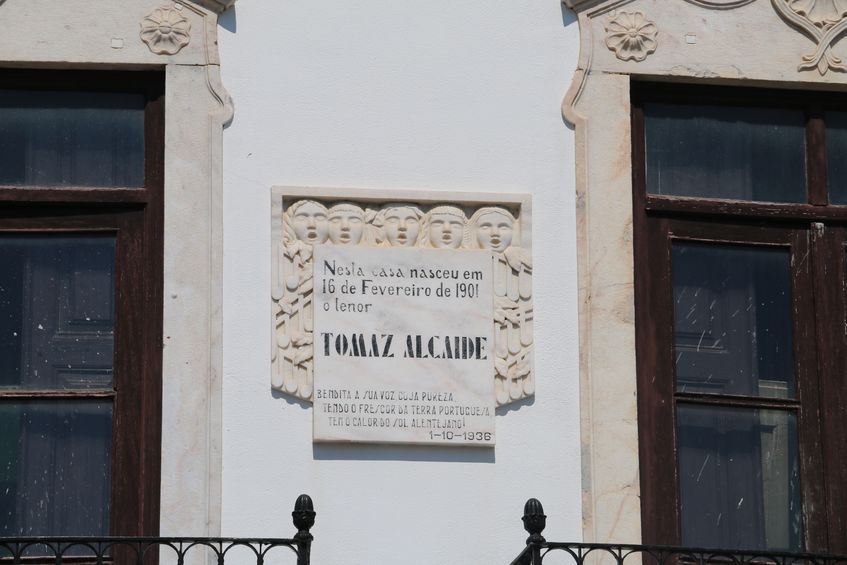 Nesta casa nasceu em
16 de Fevereiro de 1901
o tenor
TOMAZ ALCAIDE
BENDITA A SUA VOZ, CUJA PUREZA
TENDO O FRESCOR DA TERRA PORTUGUESA
TEM O CALOR DO SOL ALENTEJANO!
1-10-1936